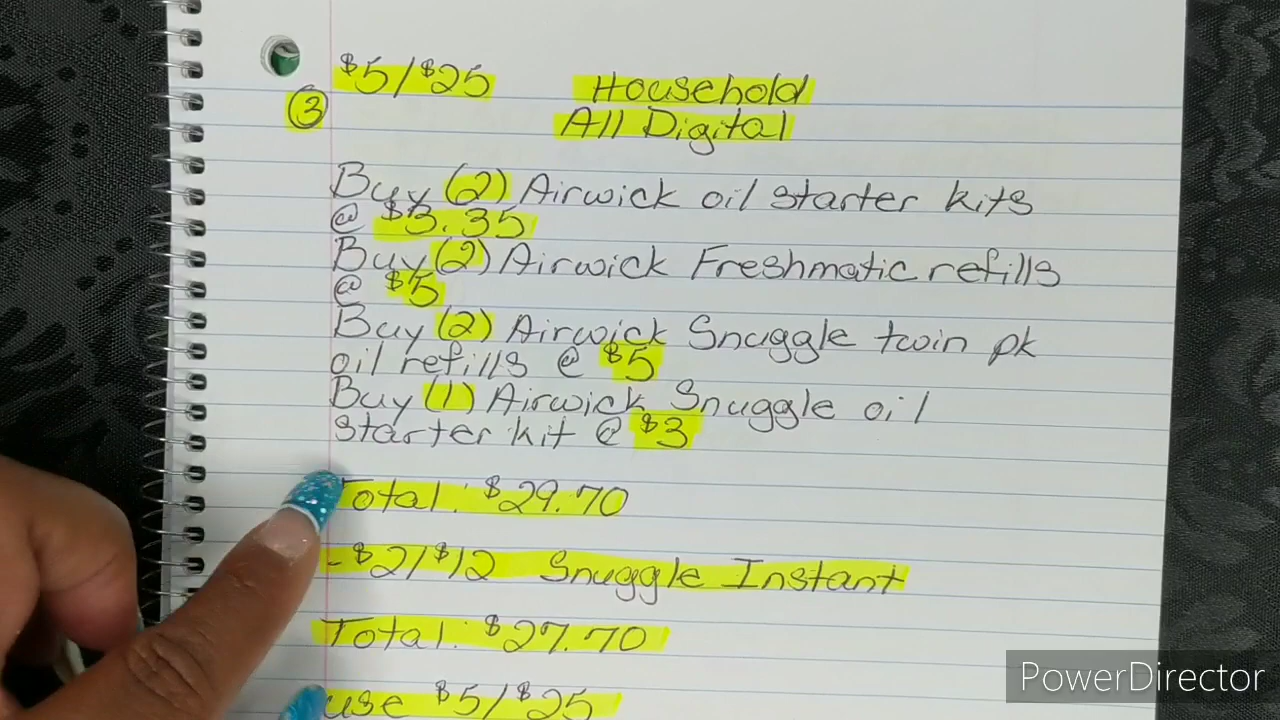 $5/$25 Household
③ All Digital
Buy (2) Airwick oil starter kits
@ $3.35
Buy (2) Airwick Freshmatic refills
@ $5
Buy (2) Airwick Snuggle twin pk
oil refills @ $5
Buy (1) Airwick Snuggle oil
starter kit @ $3
Total: $29.70
-$2/$12 Snuggle Instant
Total: $27.70
use $5/$25
PowerDirector